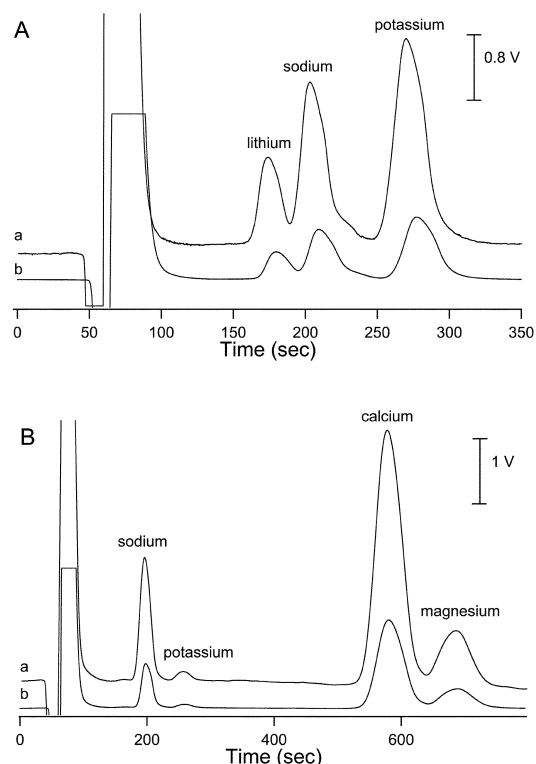 A
potassium
0.8 V
sodium
lithium
a
b
0 50 100 150 200 250 300 350
Time (sec)
B
calcium
1 V
sodium
magnesium
potassium
a
b
0 200 400 600
Time (sec)